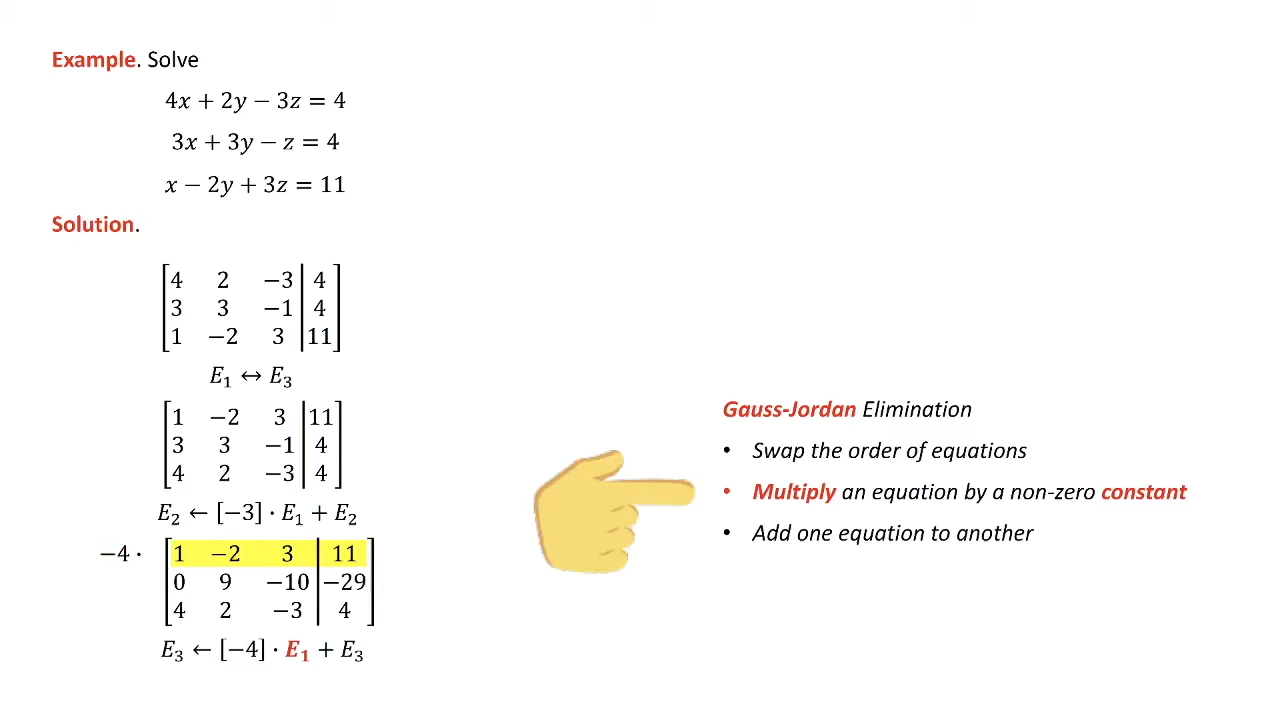 Example. Solve
4x + 2y − 3z = 4
3x + 3y − z = 4
x − 2y + 3z = 11
Solution.
[4 2 −3 | 4]
[3 3 −1 | 4]
[1 −2 3 | 11]
E₁ ↔ E₃
[1 −2 3 | 11]
[3 3 −1 | 4]
[4 2 −3 | 4]
E₂ ← [−3] · E₁ + E₂
−4 · [1 −2 3 | 11]
[0 9 −10 | −29]
[4 2 −3 | 4]
E₃ ← [−4] · E₁ + E₃
Gauss-Jordan Elimination
• Swap the order of equations
• Multiply an equation by a non-zero constant
• Add one equation to another